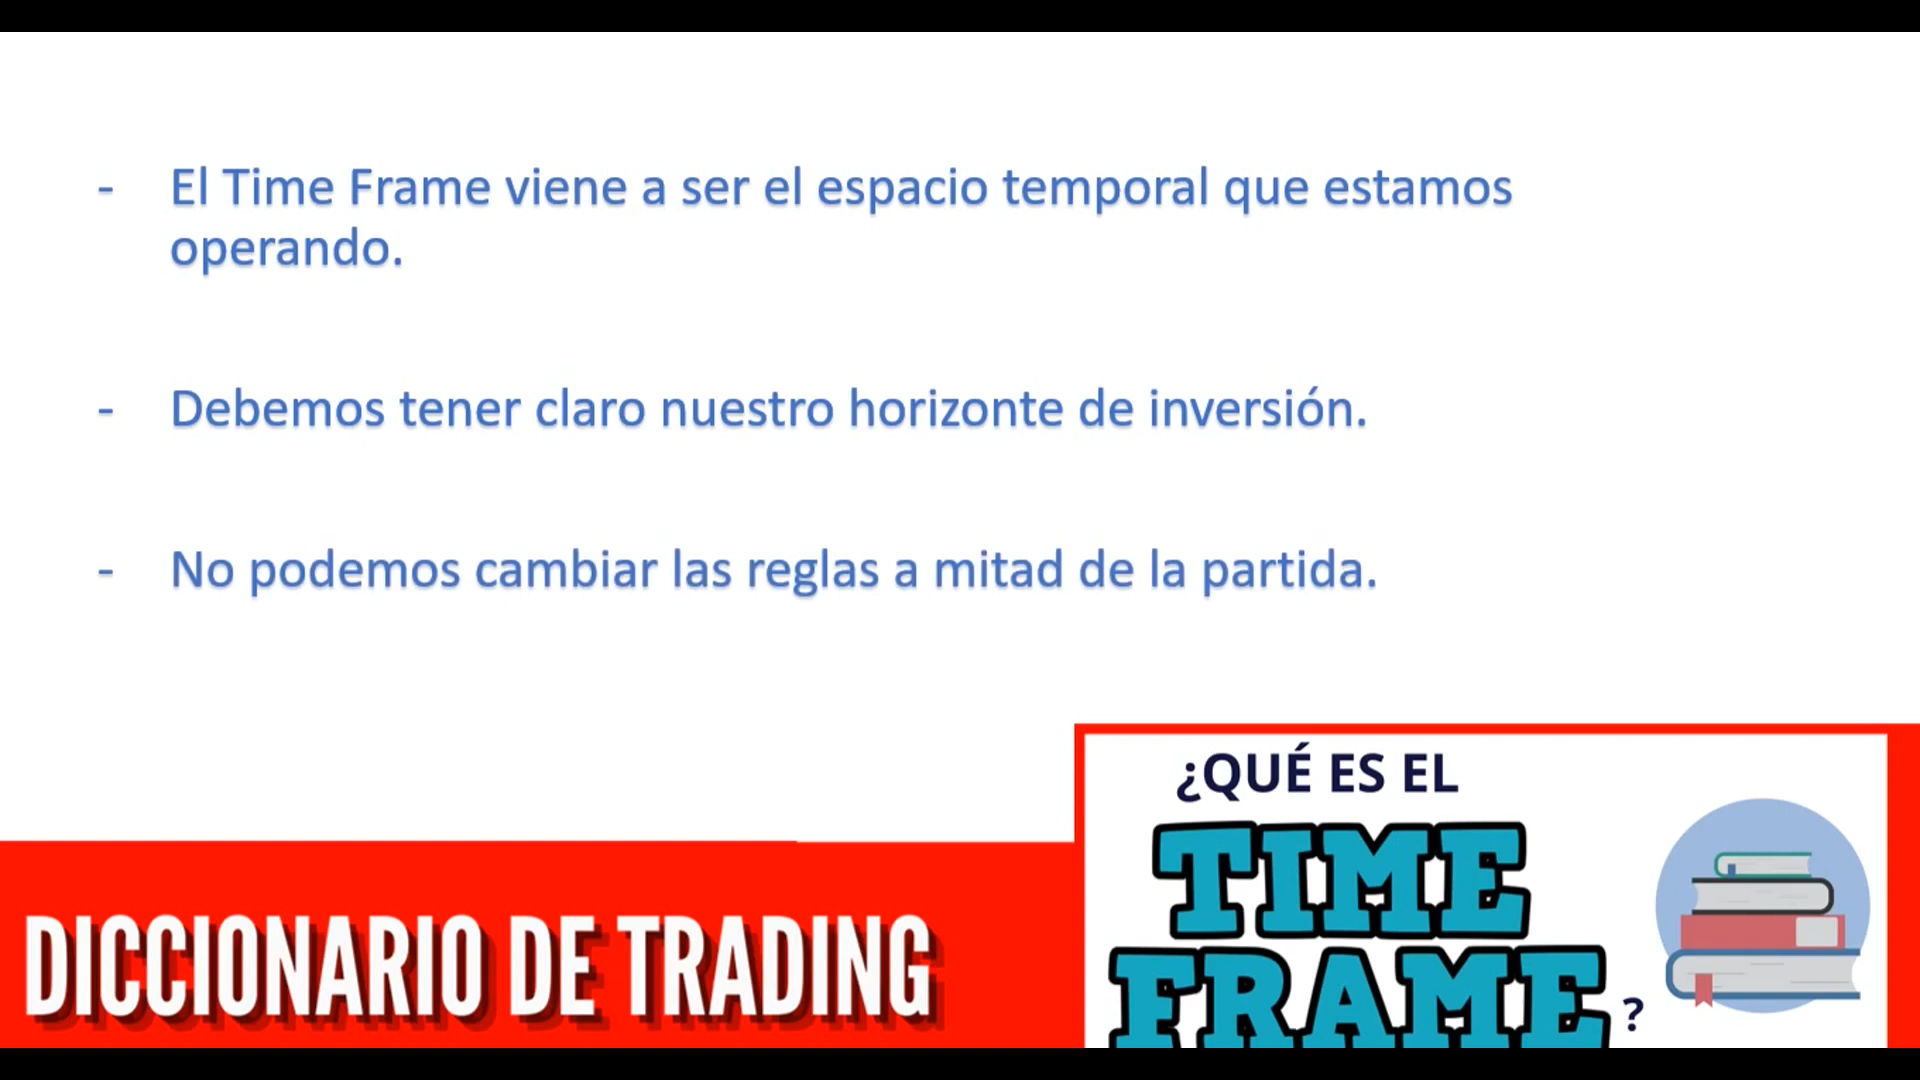 - El Time Frame viene a ser el espacio temporal que estamos
operando.
- Debemos tener claro nuestro horizonte de inversión.
- No podemos cambiar las reglas a mitad de la partida.
DICCIONARIO DE TRADING
¿QUÉ ES EL
TIME
FRAME ?